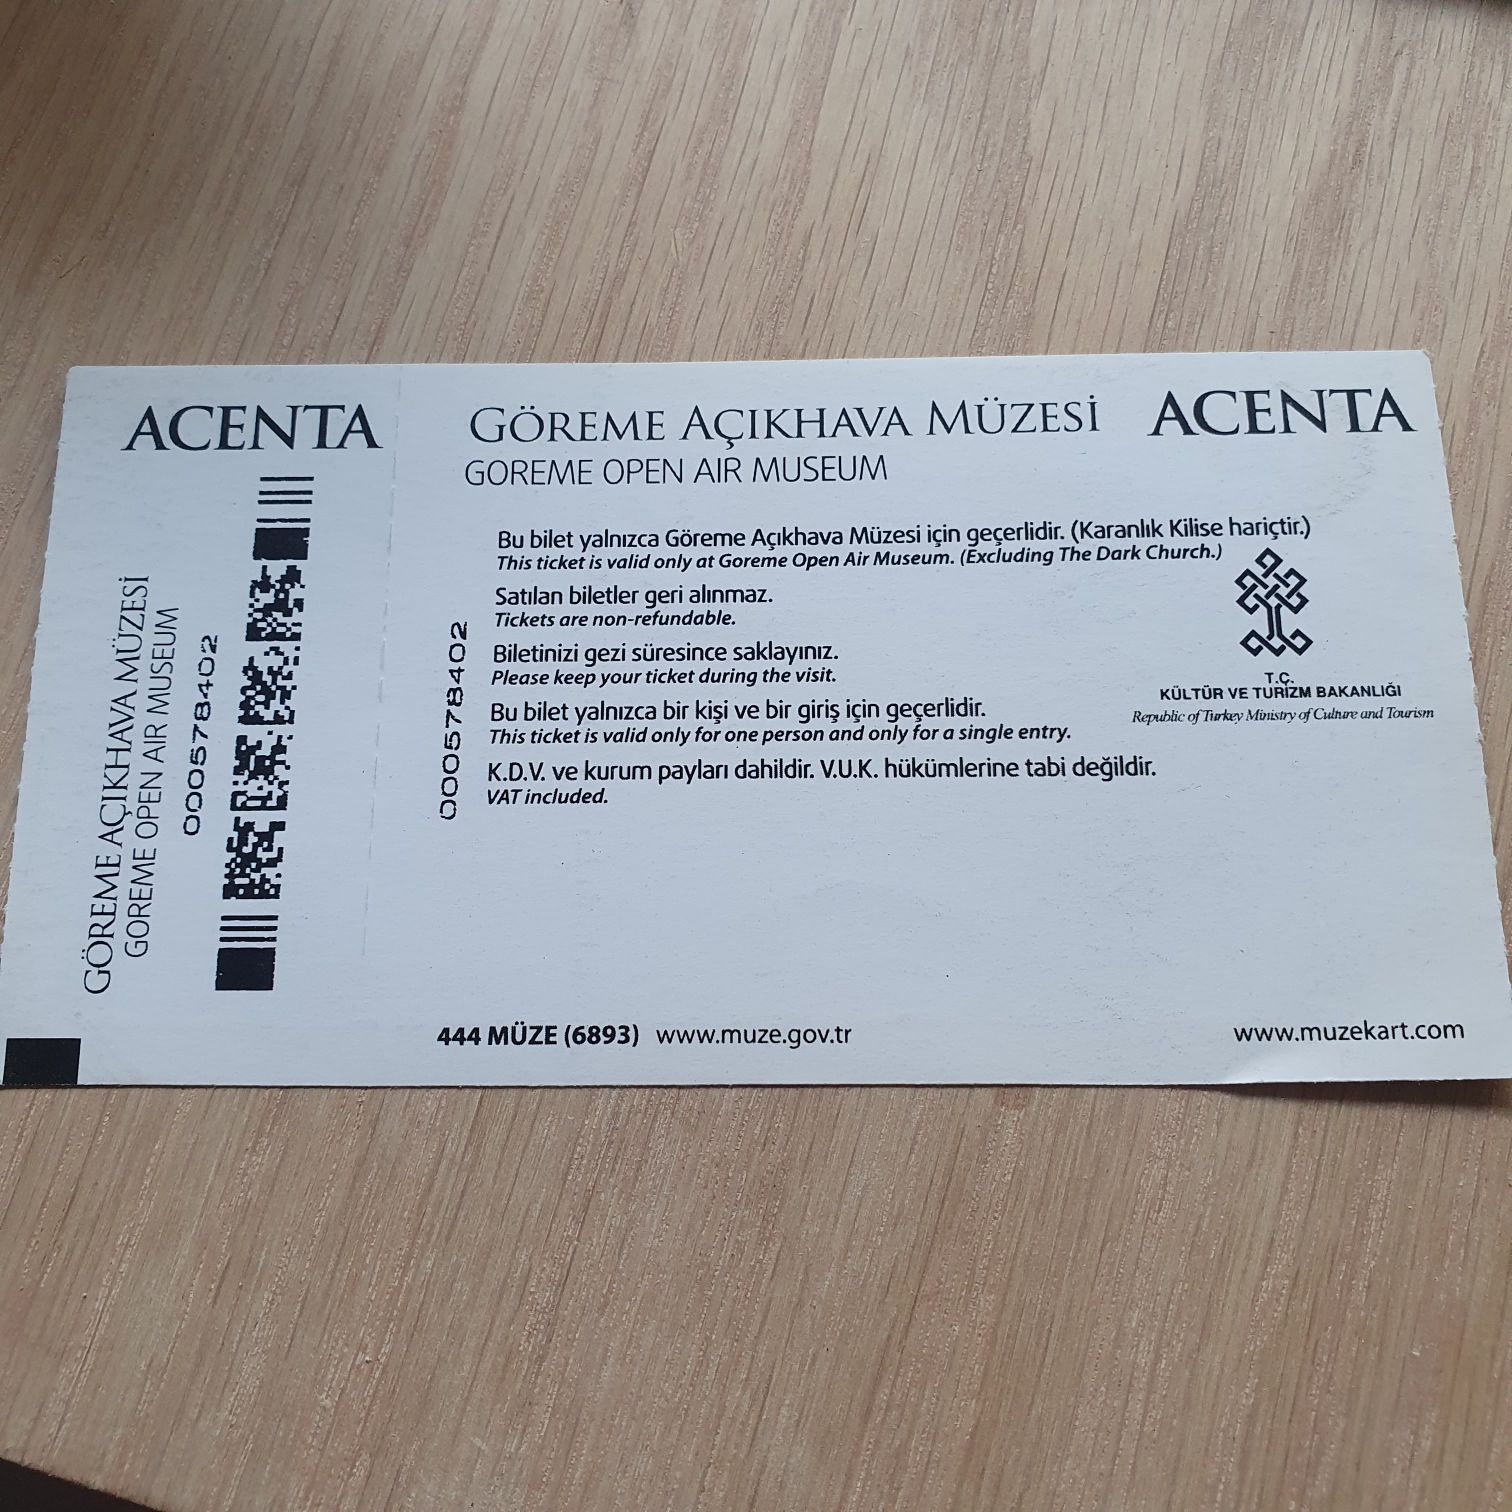 ACENTA
GÖREME AÇIKHAVA MÜZESİ
GOREME OPEN AIR MUSEUM
000578402
GÖREME AÇIKHAVA MÜZESİ
GOREME OPEN AIR MUSEUM
ACENTA
000578402
Bu bilet yalnızca Göreme Açıkhava Müzesi için geçerlidir. (Karanlık Kilise hariçtir.)
This ticket is valid only at Goreme Open Air Museum. (Excluding The Dark Church.)
Satılan biletler geri alınmaz.
Tickets are non-refundable.
Biletinizi gezi süresince saklayınız.
Please keep your ticket during the visit.
Bu bilet yalnızca bir kişi ve bir giriş için geçerlidir.
This ticket is valid only for one person and only for a single entry.
K.D.V. ve kurum payları dahildir. V.U.K. hükümlerine tabi değildir.
VAT included.
T.C.
KÜLTÜR VE TURİZM BAKANLIĞI
Republic of Turkey Ministry of Culture and Tourism
444 MÜZE (6893) www.muze.gov.tr
www.muzekart.com